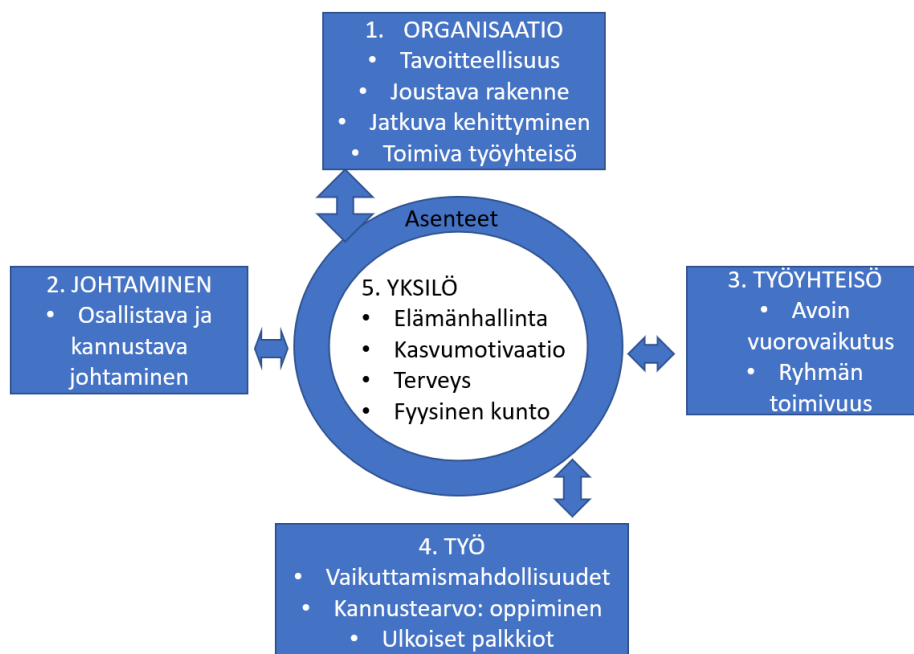 1. ORGANISAATIO
• Tavoitteellisuus
• Joustava rakenne
• Jatkuva kehittyminen
• Toimiva työyhteisö
Asenteet
2. JOHTAMINEN
• Osallistava ja
kannustava
johtaminen
5. YKSILÖ
• Elämänhallinta
• Kasvumotivaatio
• Terveys
• Fyysinen kunto
3. TYÖYHTEISÖ
• Avoin
vuorovaikutus
• Ryhmän
toimivuus
4. TYÖ
• Vaikuttamismahdollisuudet
• Kannustearvo: oppiminen
• Ulkoiset palkkiot